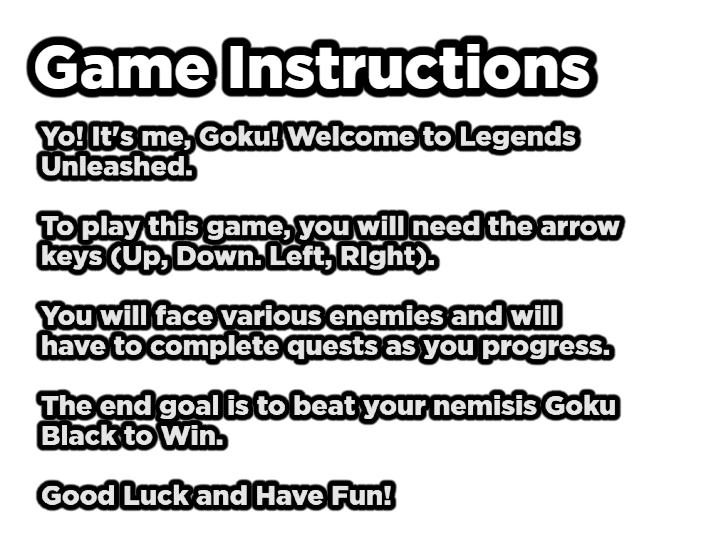 Game Instructions
Yo! It's me, Goku! Welcome to Legends
Unleashed.
To play this game, you will need the arrow
keys (Up, Down. Left, RIght).
You will face various enemies and will
have to complete quests as you progress.
The end goal is to beat your nemisis Goku
Black to Win.
Good Luck and Have Fun!